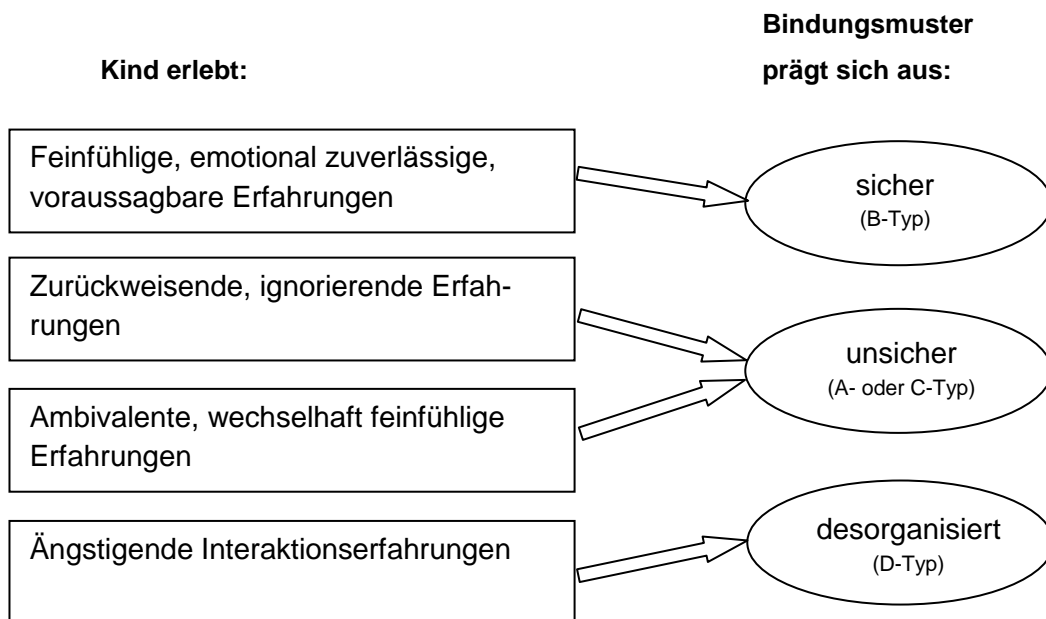 Kind erlebt:
Bindungsmuster
prägt sich aus:
Feinfühlige, emotional zuverlässige,
voraussagbare Erfahrungen
sicher
(B-Typ)
Zurückweisende, ignorierende Erfah-
rungen
Ambivalente, wechselhaft feinfühlige
Erfahrungen
unsicher
(A- oder C-Typ)
Ängstigende Interaktionserfahrungen
desorganisiert
(D-Typ)